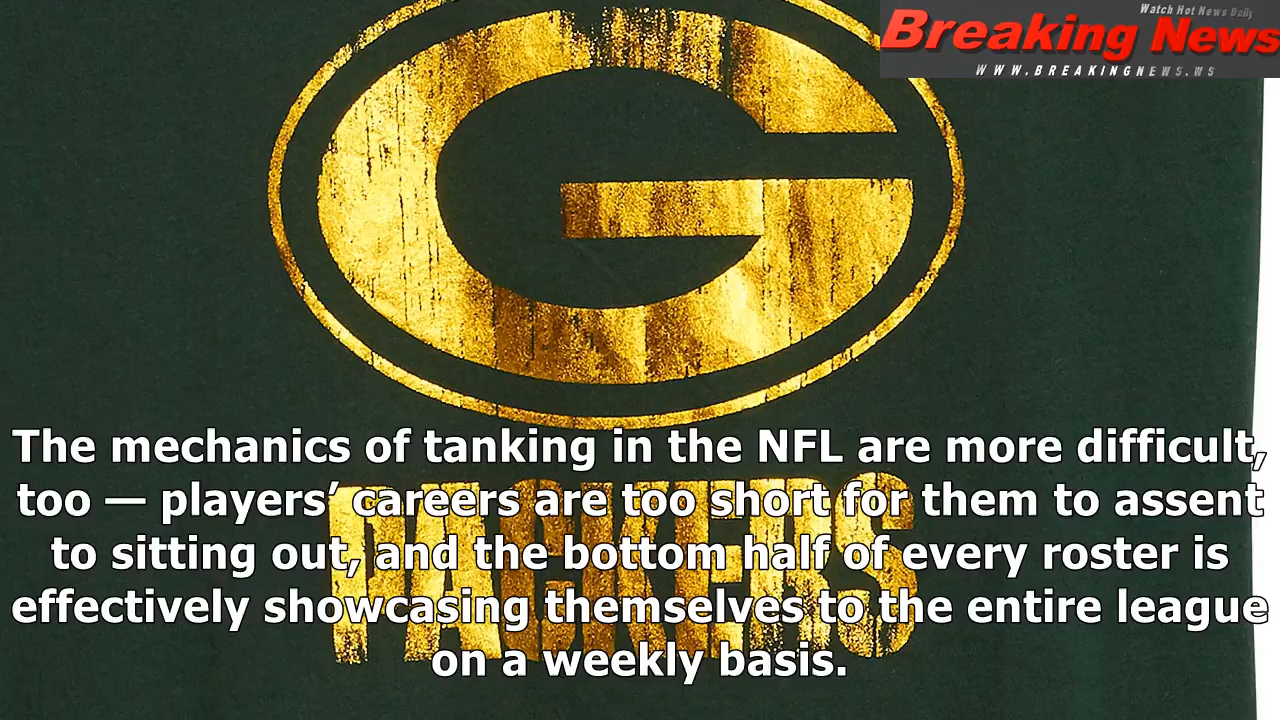 Watch Hot News Daily
Breaking News
WWW.BREAKINGNEWS.WS
G
The mechanics of tanking in the NFL are more difficult,
too — players’ careers are too short for them to assent
to sitting out, and the bottom half of every roster is
effectively showcasing themselves to the entire league
on a weekly basis.
PACKERS